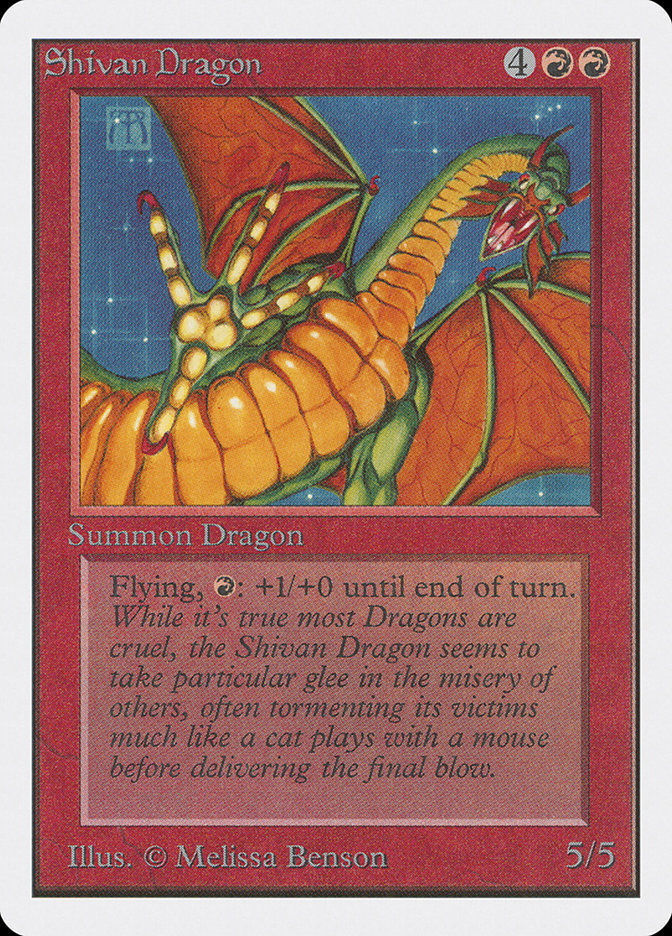 Shivan Dragon
4
Summon Dragon
Flying, : +1/+0 until end of turn.
While it's true most Dragons are
cruel, the Shivan Dragon seems to
take particular glee in the misery of
others, often tormenting its victims
much like a cat plays with a mouse
before delivering the final blow.
Illus. © Melissa Benson
5/5